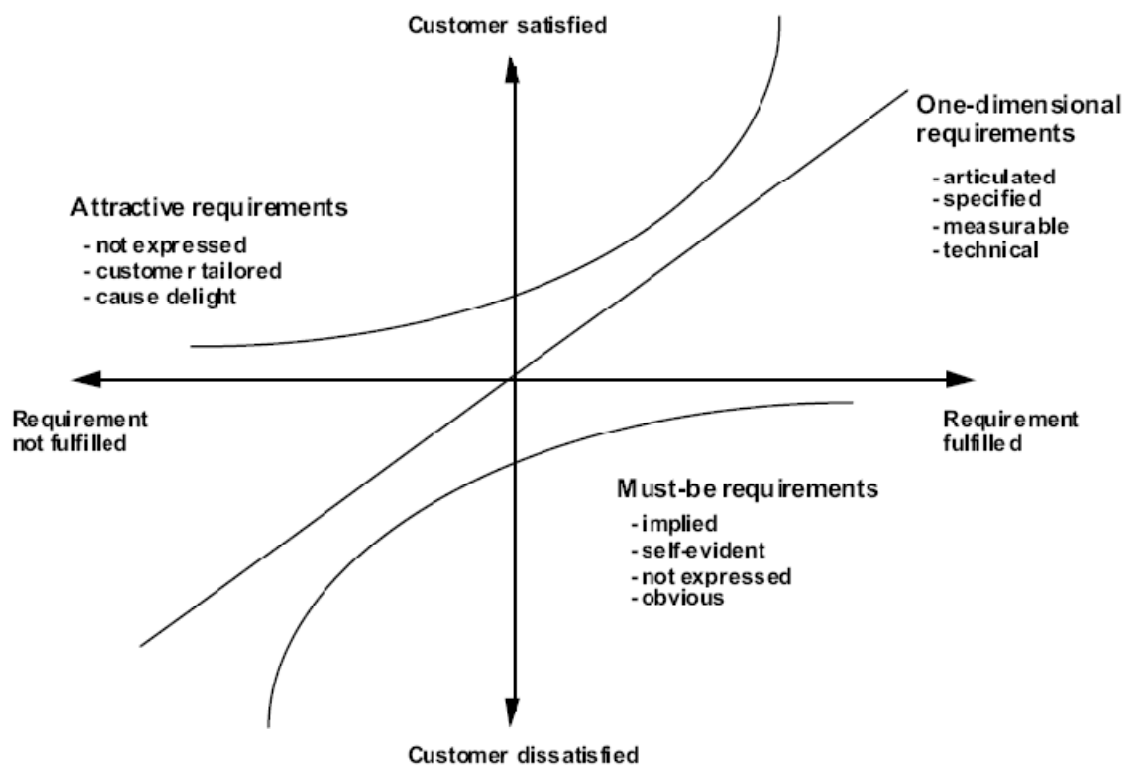 Customer satisfied
One-dimensional
requirements
- articulated
- specified
- measurable
- technical
Attractive requirements
- not expressed
- customer tailored
- cause delight
Requirement
not fulfilled
Requirement
fulfilled
Must-be requirements
- implied
- self-evident
- not expressed
- obvious
Customer dissatisfied